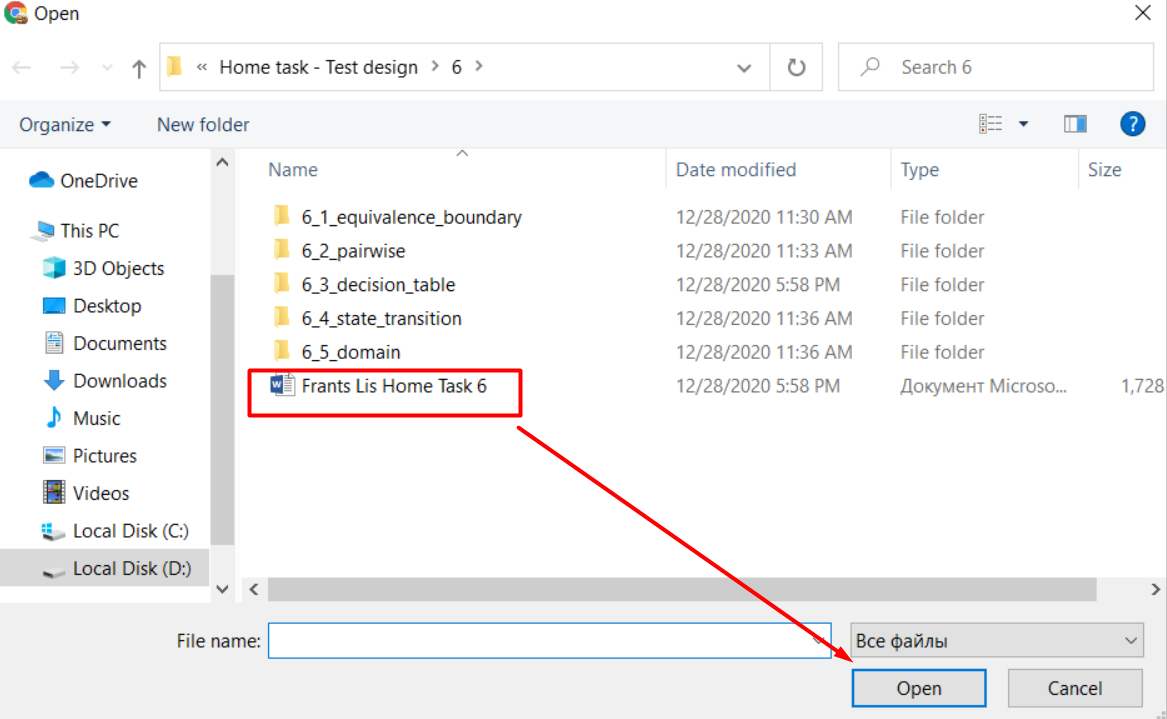 Open
« Home task - Test design > 6 >
Search 6
Organize
New folder
?
Name
Date modified
Type
Size
OneDrive
This PC
3D Objects
Desktop
Documents
Downloads
Music
Pictures
Videos
Local Disk (C:)
Local Disk (D:)
6_1_equivalence_boundary 12/28/2020 11:30 AM File folder
6_2_pairwise 12/28/2020 11:33 AM File folder
6_3_decision_table 12/28/2020 5:58 PM File folder
6_4_state_transition 12/28/2020 11:36 AM File folder
6_5_domain 12/28/2020 11:36 AM File folder
Frants Lis Home Task 6 12/28/2020 5:58 PM Документ Microso... 1,728
File name:
Все файлы
Open
Cancel